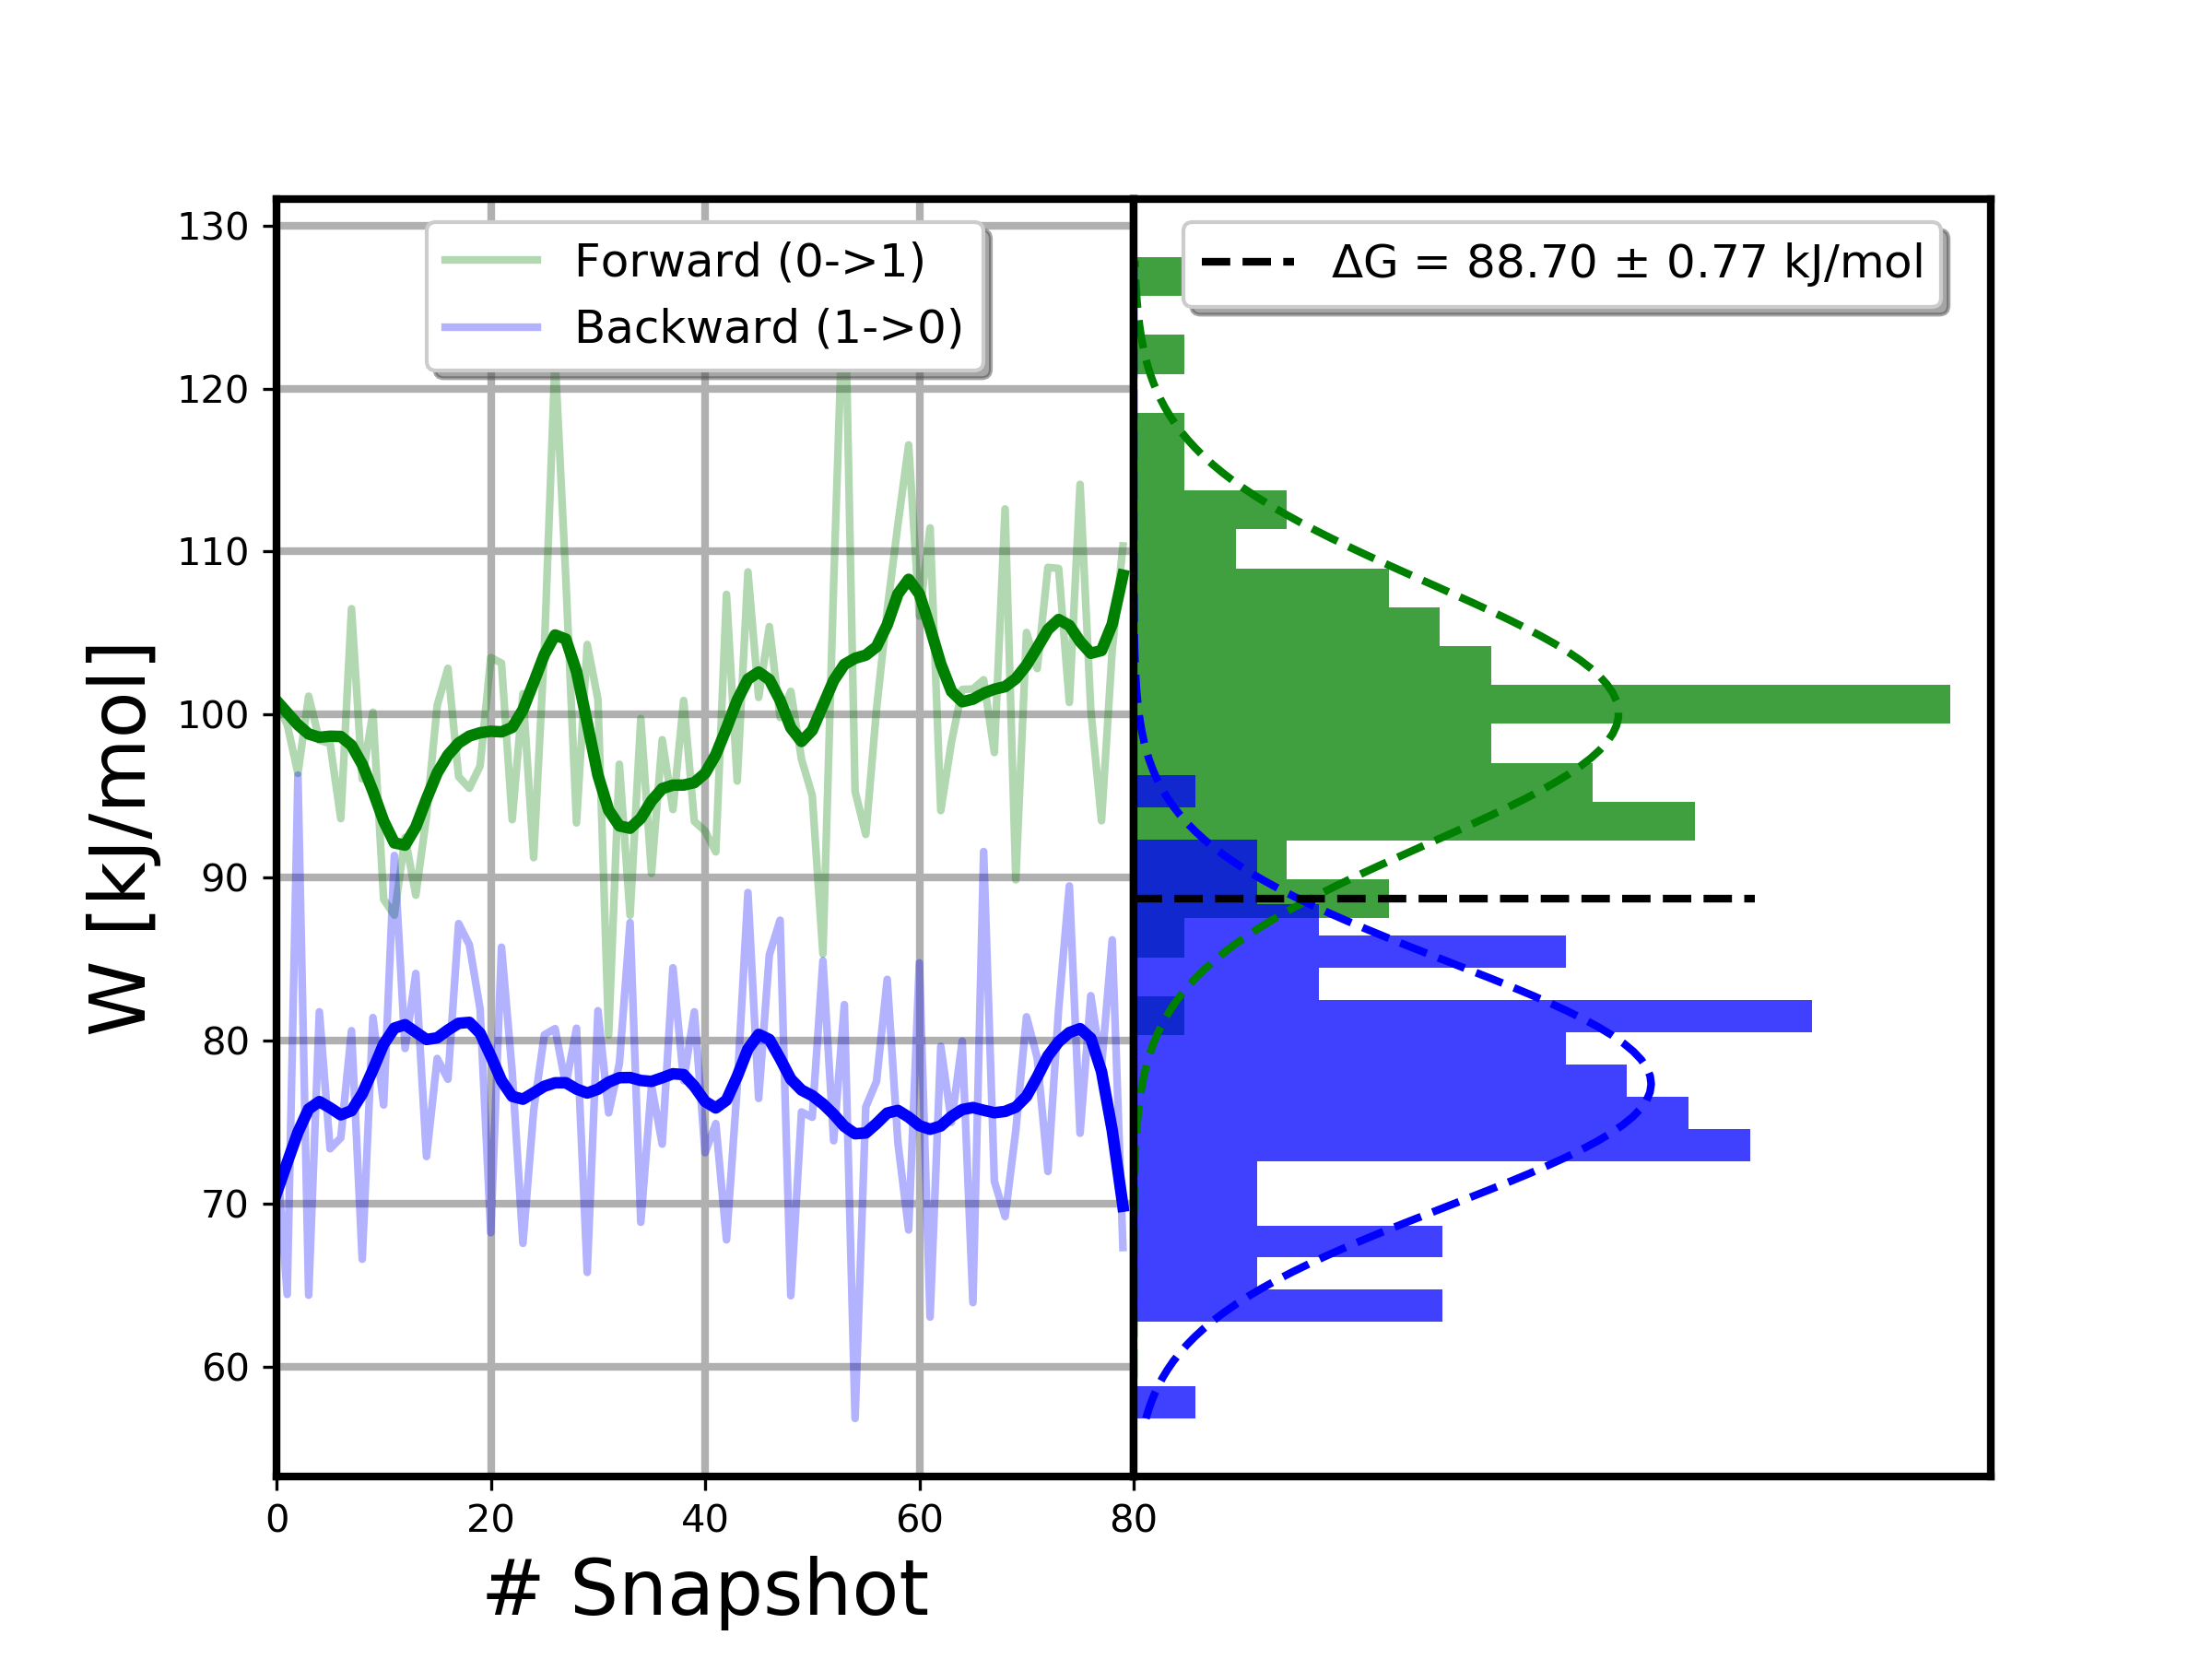 Forward (0->1)
Backward (1->0)
ΔG = 88.70 ± 0.77 kJ/mol
W [kJ/mol]
130
120
110
100
90
80
70
60
0 20 40 60 80
# Snapshot